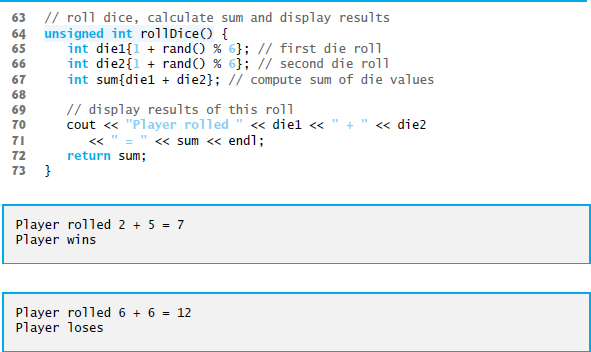 63 // roll dice, calculate sum and display results
64 unsigned int rollDice() {
65 int die1{1 + rand() % 6}; // first die roll
66 int die2{1 + rand() % 6}; // second die roll
67 int sum{die1 + die2}; // compute sum of die values
68
69 // display results of this roll
70 cout << "Player rolled " << die1 << " + " << die2
71 << " = " << sum << endl;
72 return sum;
73 }
Player rolled 2 + 5 = 7
Player wins
Player rolled 6 + 6 = 12
Player loses